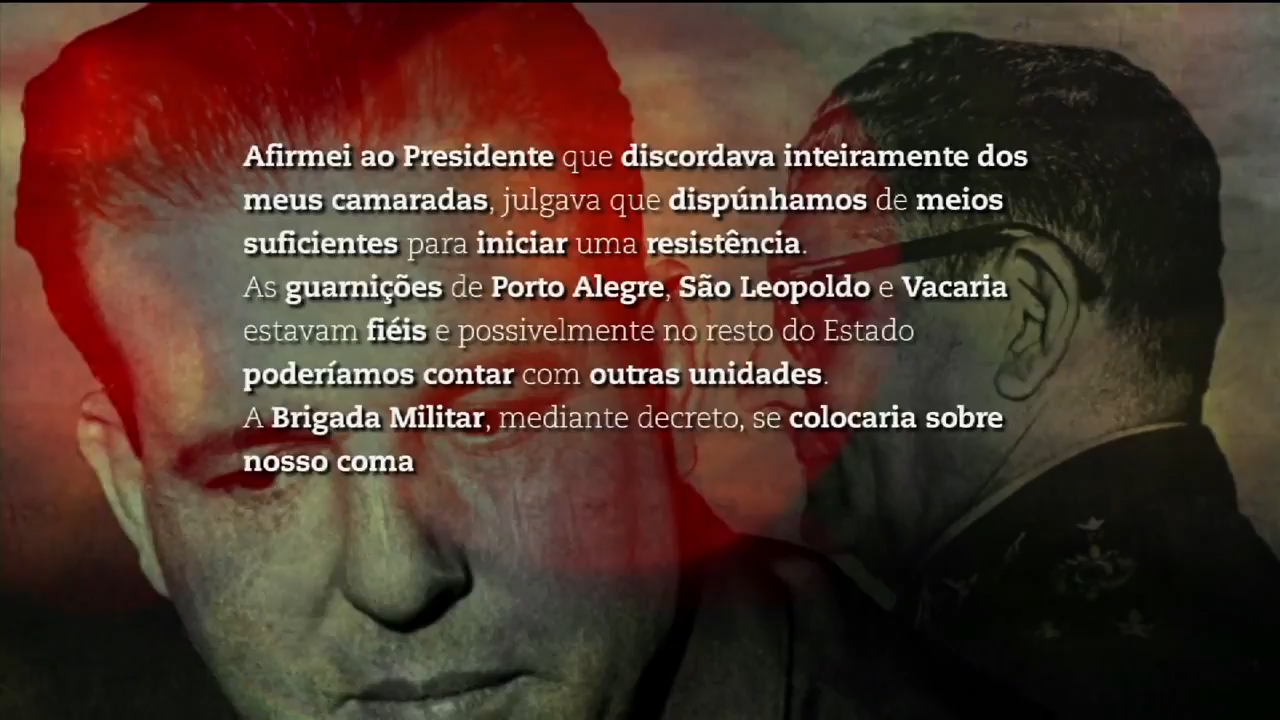 Afirmei ao Presidente que discordava inteiramente dos
meus camaradas, julgava que dispúnhamos de meios
suficientes para iniciar uma resistência.
As guarnições de Porto Alegre, São Leopoldo e Vacaria
estavam fiéis e possivelmente no resto do Estado
poderíamos contar com outras unidades.
A Brigada Militar, mediante decreto, se colocaria sobre
nosso coma